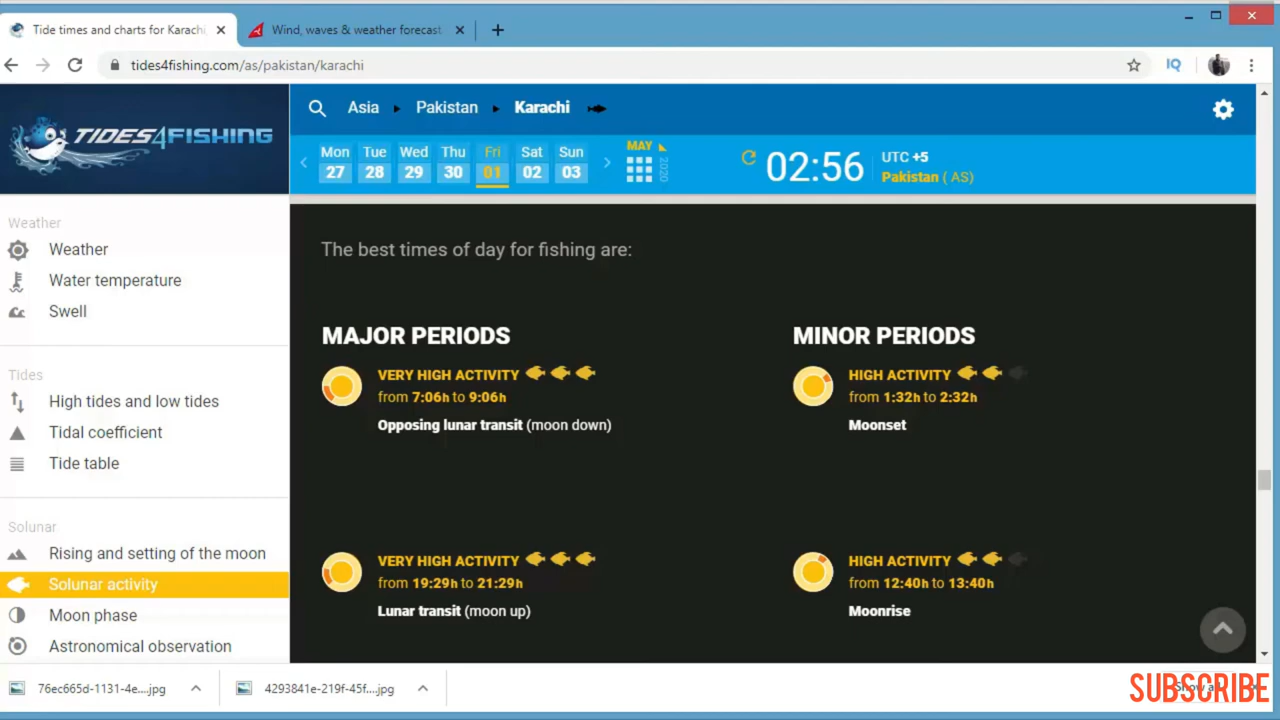 Tide times and charts for Karachi
Wind, waves & weather forecast
tides4fishing.com/as/pakistan/karachi
IQ
TIDES4FISHING
Asia Pakistan Karachi
Mon Tue Wed Thu Fri Sat Sun
27 28 29 30 01 02 03
MAY
2020
02:56
UTC +5
Pakistan ( AS)
Weather
Weather
Water temperature
Swell
Tides
High tides and low tides
Tidal coefficient
Tide table
Solunar
Rising and setting of the moon
Solunar activity
Moon phase
Astronomical observation
The best times of day for fishing are:
MAJOR PERIODS
VERY HIGH ACTIVITY
from 7:06h to 9:06h
Opposing lunar transit (moon down)
VERY HIGH ACTIVITY
from 19:29h to 21:29h
Lunar transit (moon up)
MINOR PERIODS
HIGH ACTIVITY
from 1:32h to 2:32h
Moonset
HIGH ACTIVITY
from 12:40h to 13:40h
Moonrise
76ec665d-1131-4e....jpg
4293841e-219f-45f....jpg
SUBSCRIBE